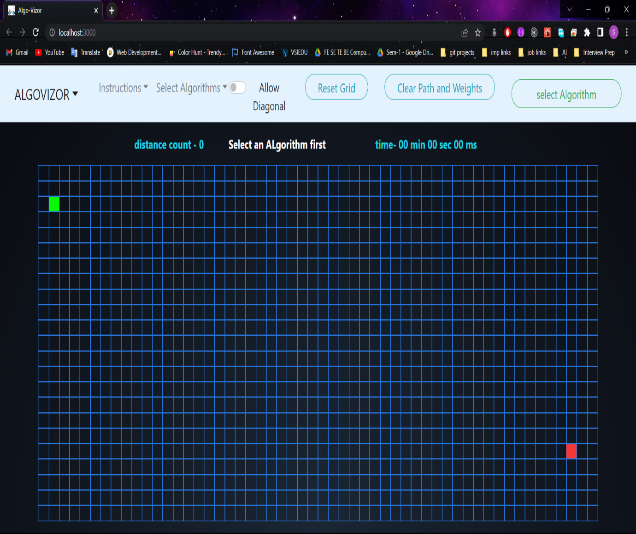 Algo-Vizor
localhost:3000
Gmail YouTube Translate Web Development... Color Hunt - Trendy... Font Awesome VSIEDU FE SE TE BE Compu... Sem-1 - Google Dri... git projects imp links job links AJ Interview Prep »
ALGOVIZOR Instructions Select Algorithms Allow Diagonal Reset Grid Clear Path and Weights select Algorithm
distance count - 0 Select an ALgorithm first time- 00 min 00 sec 00 ms